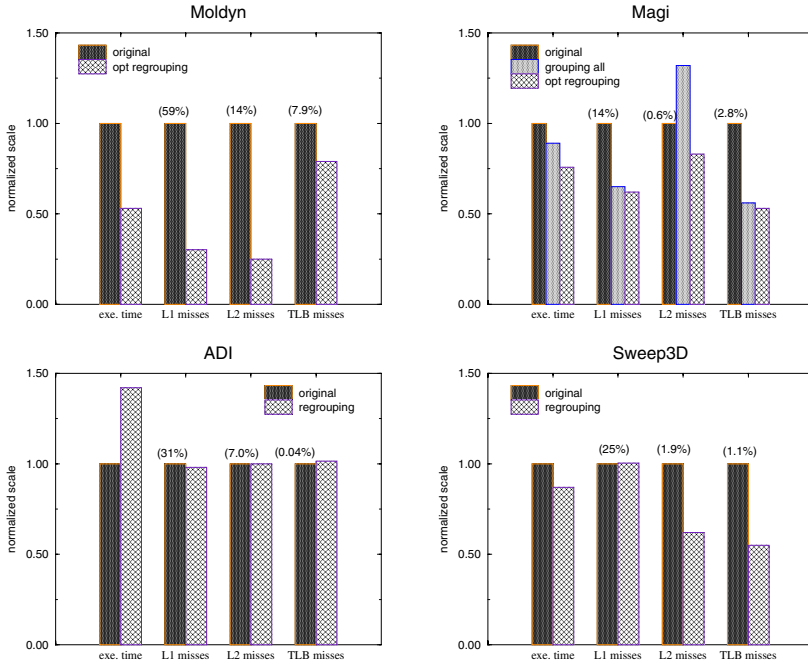 Moldyn
1.50
original
opt regrouping
(59%)
(14%)
(7.9%)
1.00
normalized scale
0.50
0.00
exe. time
L1 misses
L2 misses
TLB misses
Magi
1.50
original
grouping all
opt regrouping
(14%)
(0.6%)
(2.8%)
1.00
normalized scale
0.50
0.00
exe. time
L1 misses
L2 misses
TLB misses
ADI
1.50
original
regrouping
(31%)
(7.0%)
(0.04%)
1.00
normalized scale
0.50
0.00
exe. time
L1 misses
L2 misses
TLB misses
Sweep3D
1.50
original
regrouping
(25%)
(1.9%)
(1.1%)
1.00
normalized scale
0.50
0.00
exe. time
L1 misses
L2 misses
TLB misses